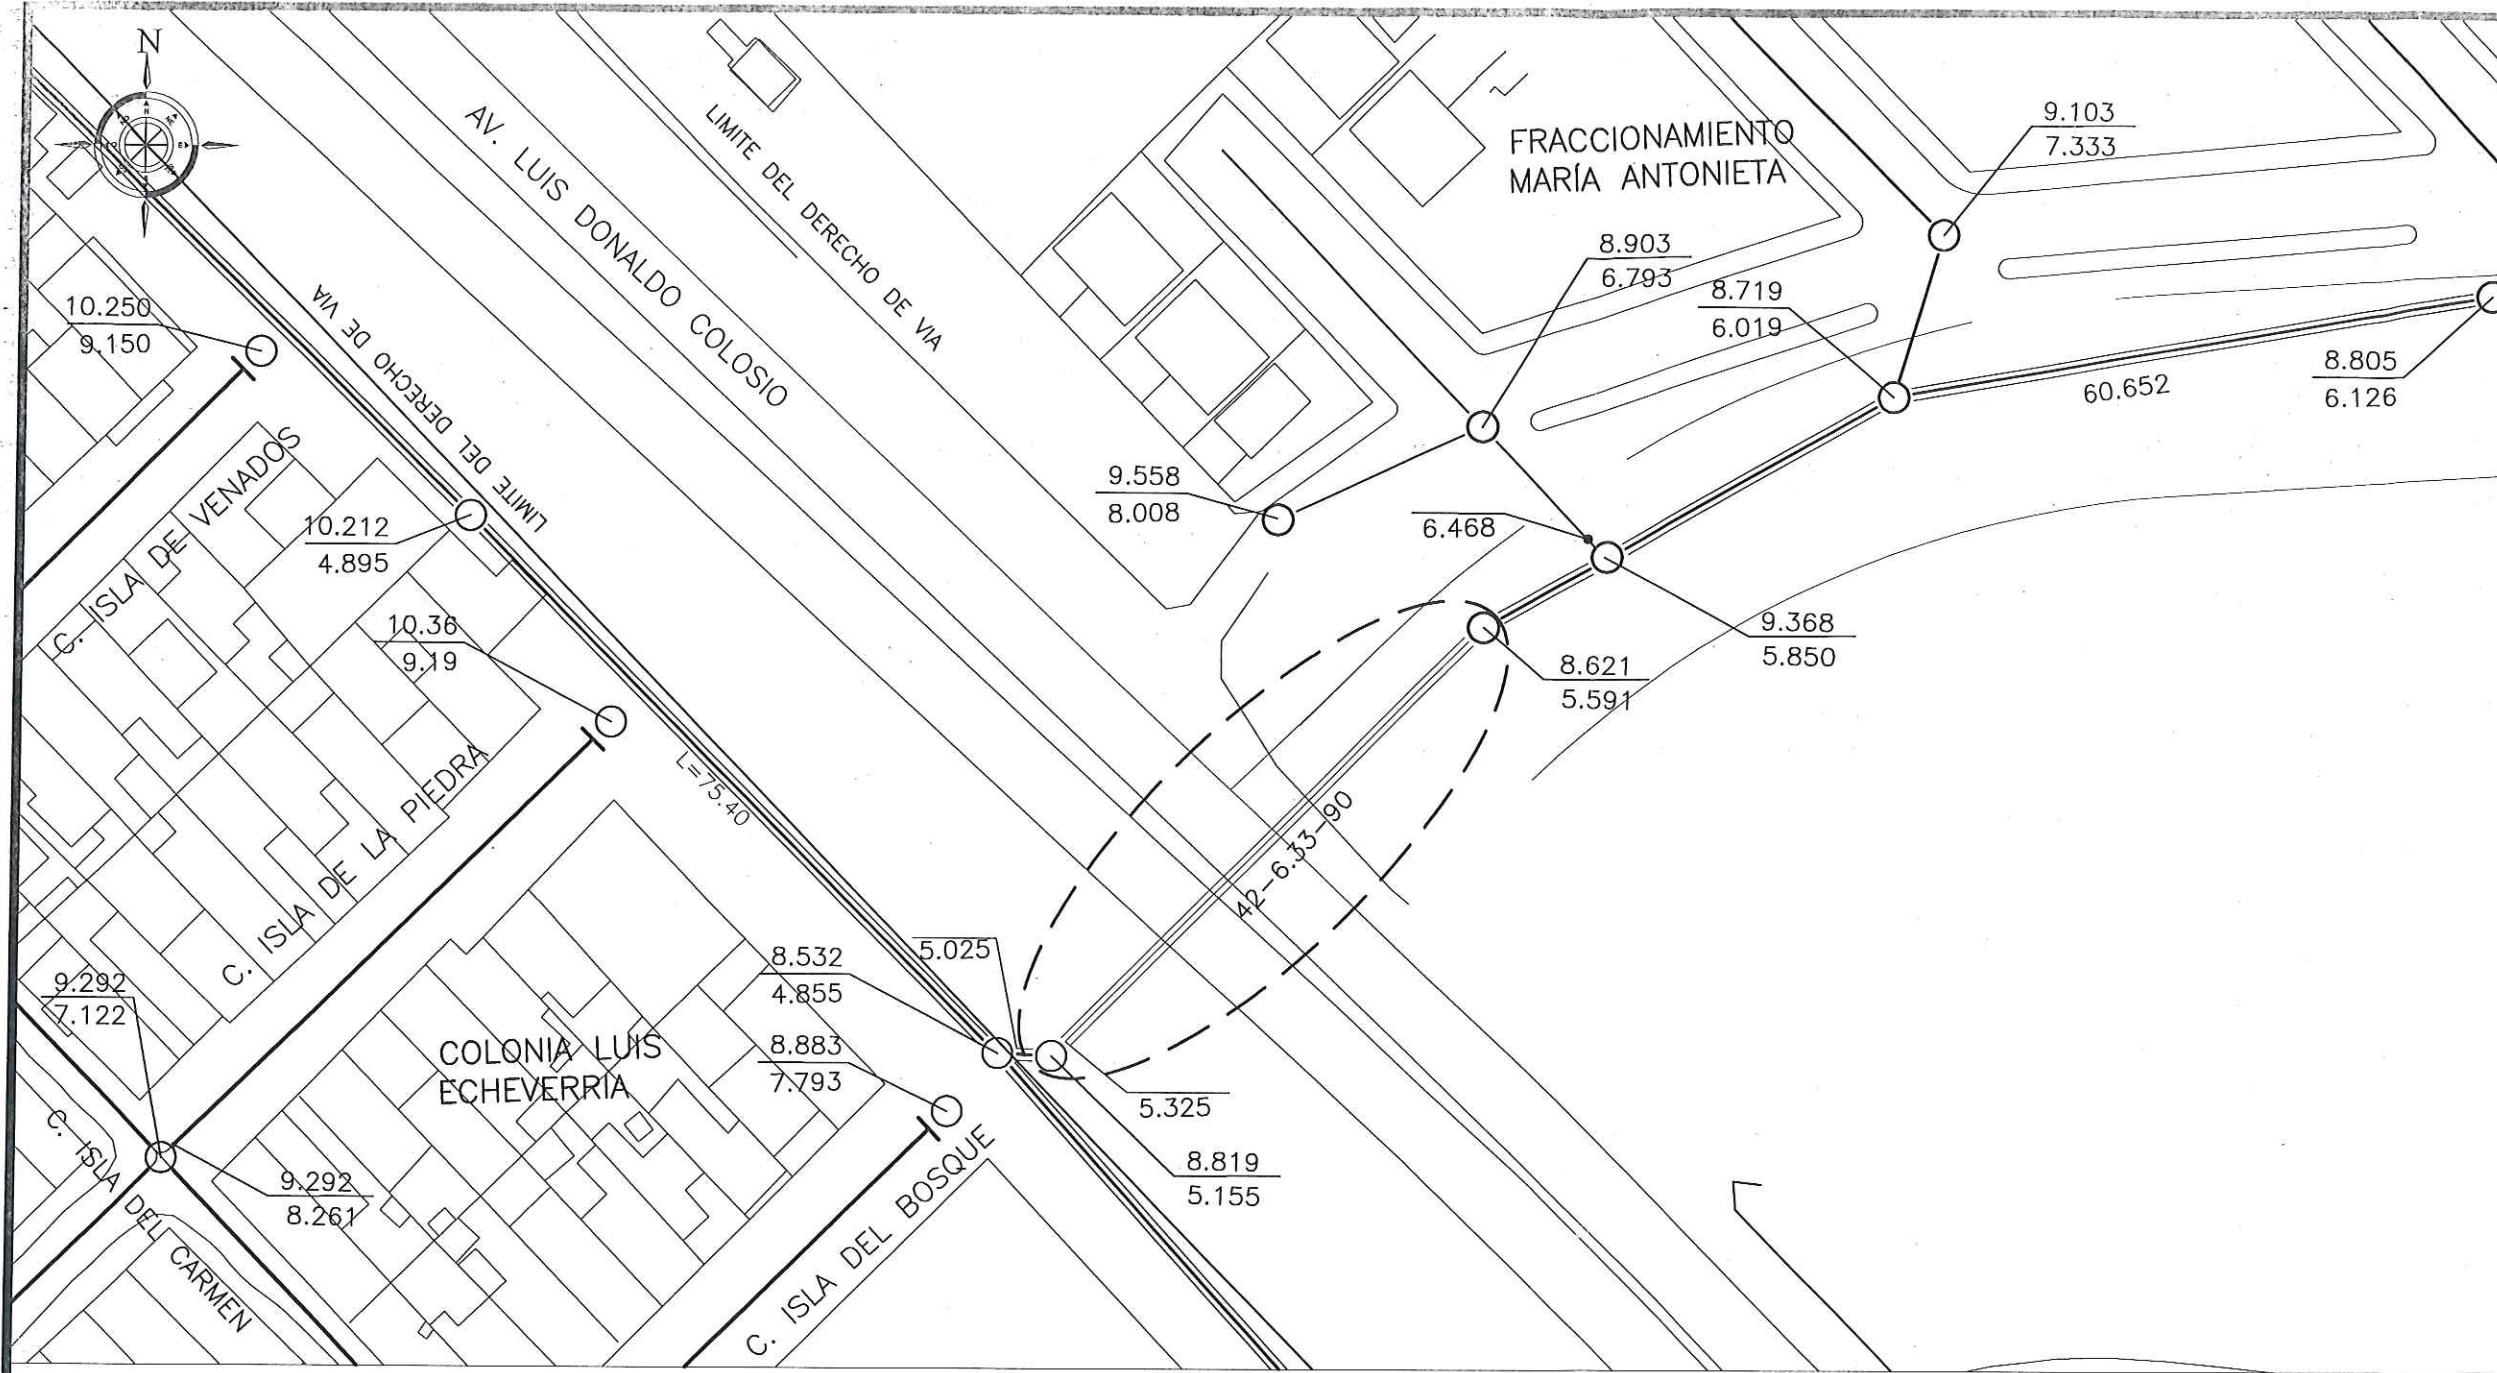 N
AV. LUIS DONALDO COLOSIO
LIMITE DEL DERECHO DE VIA
FRACCIONAMIENTO
MARÍA ANTONIETA
9.103
7.333
8.903
6.793
8.719
6.019
8.805
6.126
60.652
10.250
9.150
LIMITE DEL DERECHO DE VIA
C. ISLA DE VENADOS
10.212
4.895
9.558
8.008
6.468
9.368
5.850
8.621
5.591
10.36
9.19
L=75.40
C. ISLA DE LA PIEDRA
42-6.33-90
9.292
7.122
8.532
4.855
5.025
COLONIA LUIS
ECHEVERRIA
8.883
7.793
5.325
8.819
5.155
9.292
8.261
C. ISLA DEL CARMEN
C. ISLA DEL BOSQUE